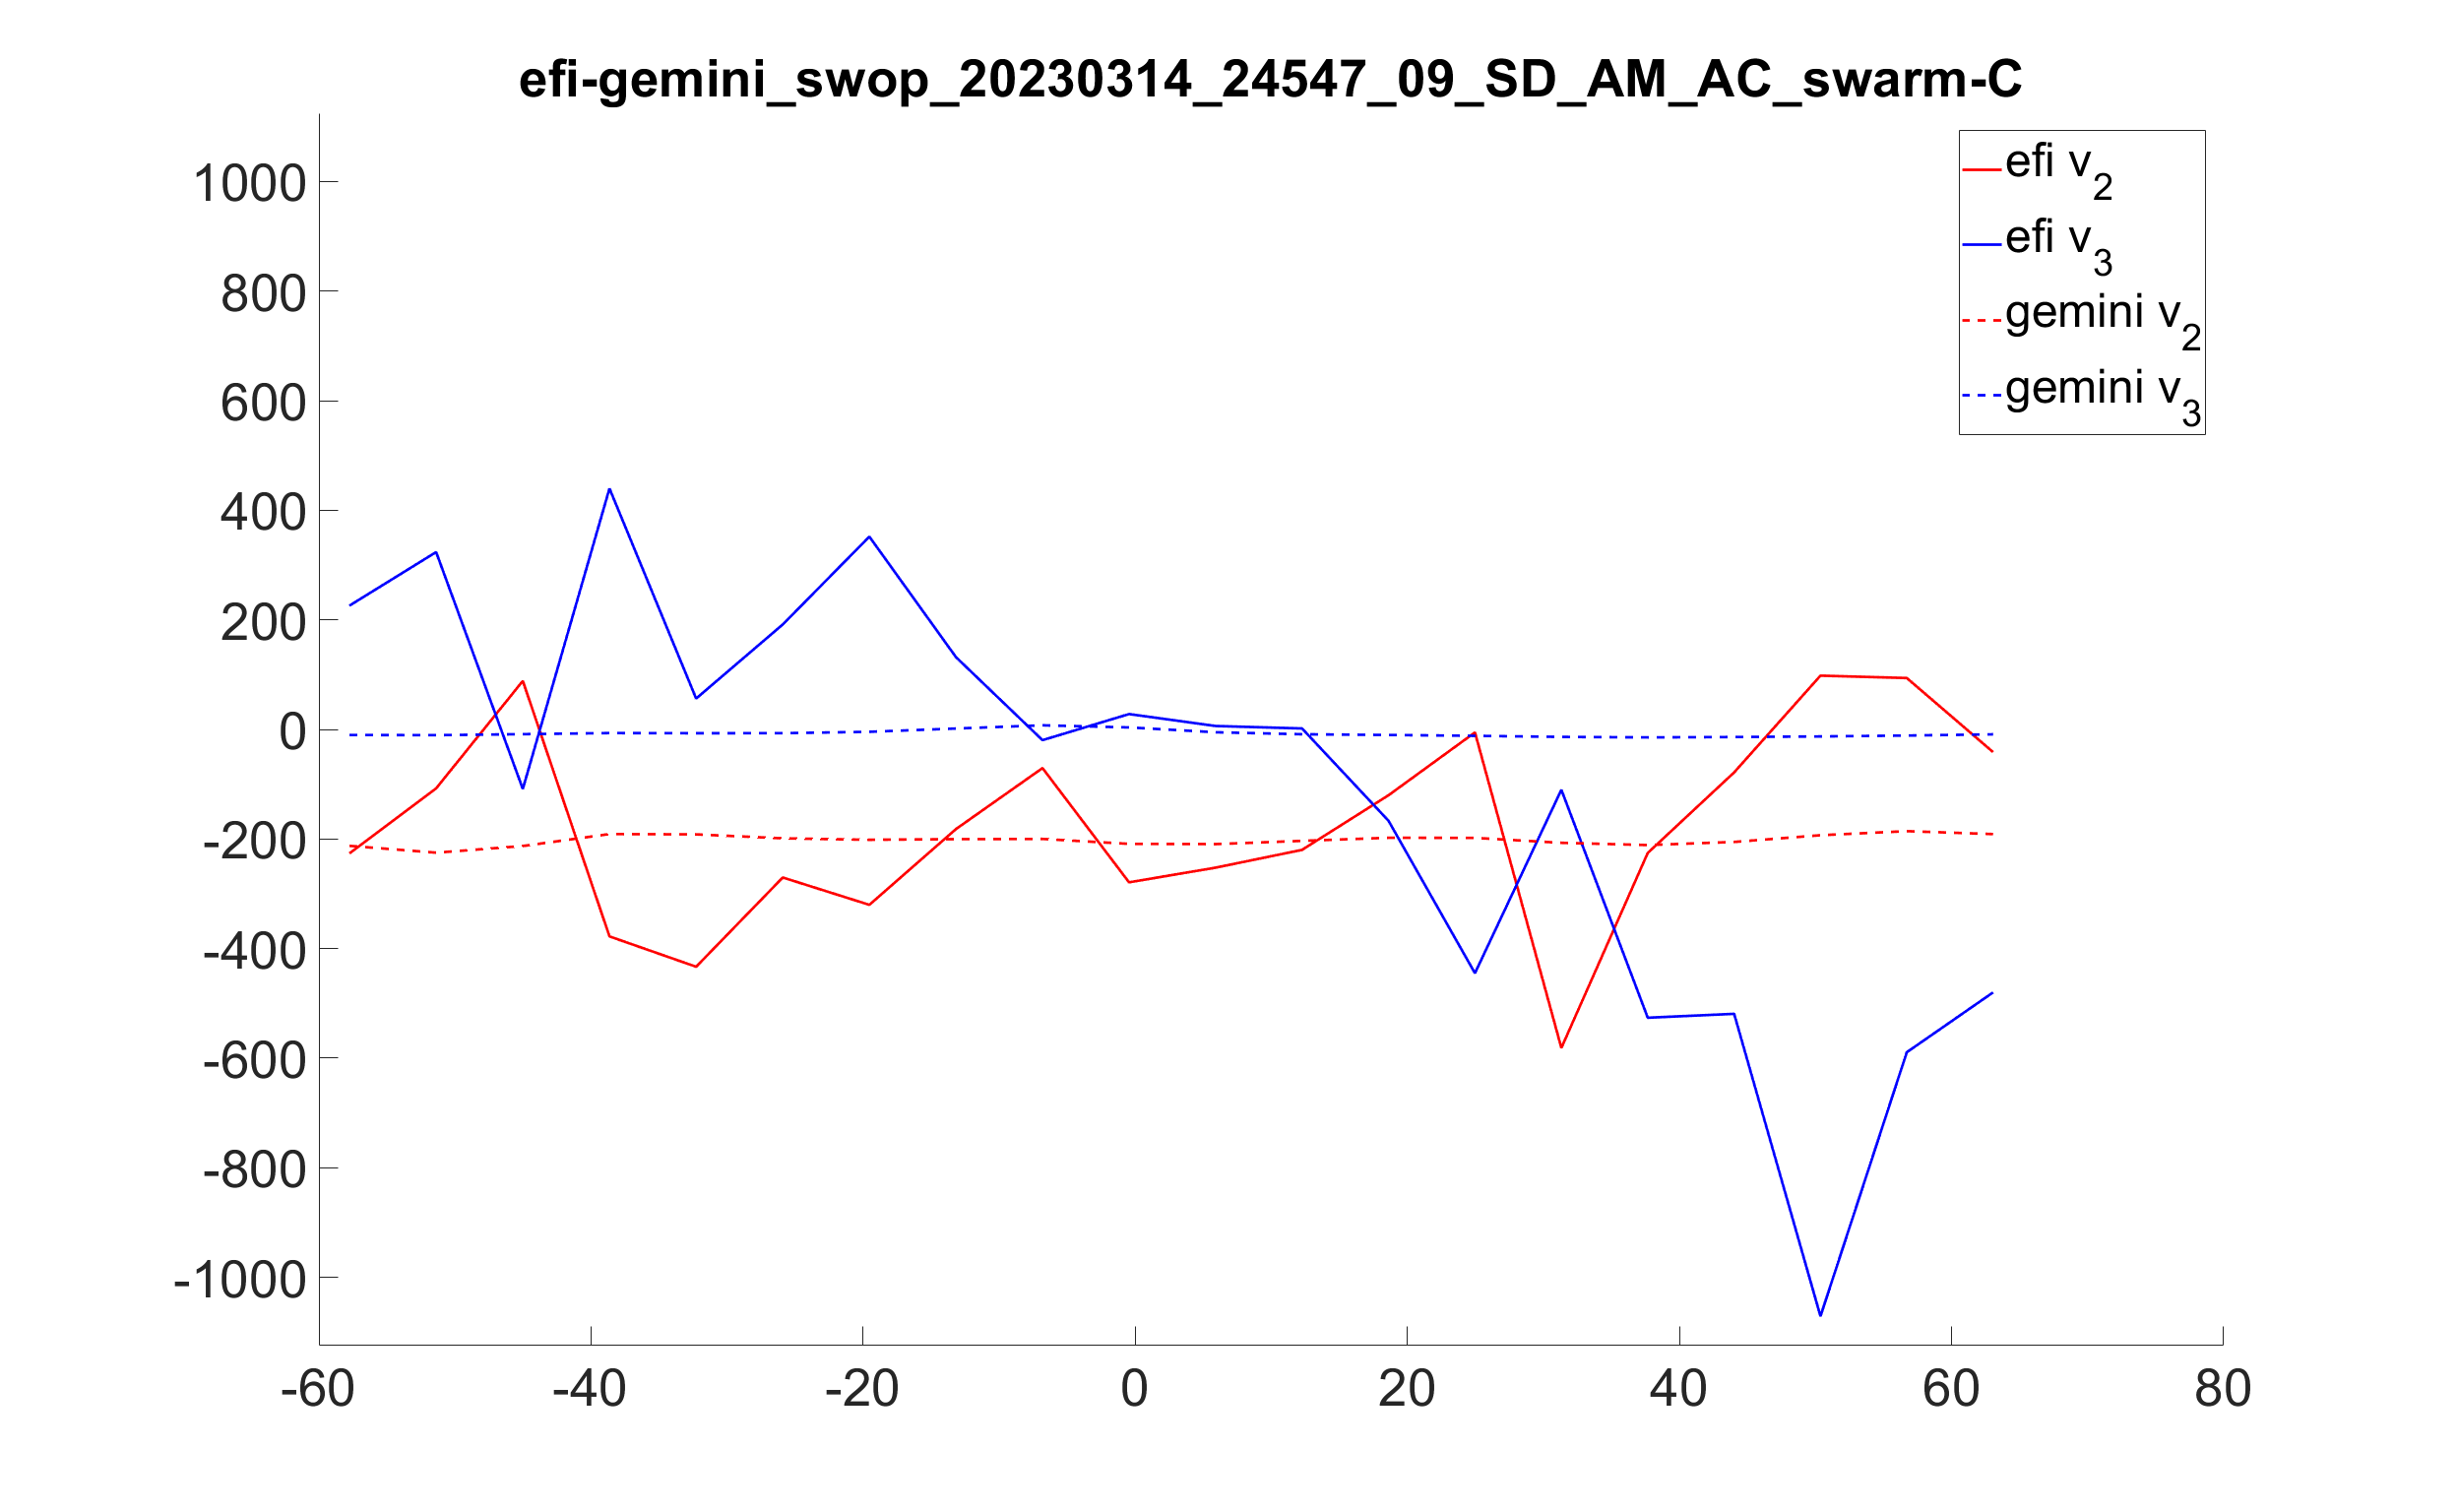 efi-gemini_swop_20230314_24547_09_SD_AM_AC_swarm-C
efi v2
efi v3
gemini v2
gemini v3
1000
800
600
400
200
0
-200
-400
-600
-800
-1000
-60 -40 -20 0 20 40 60 80